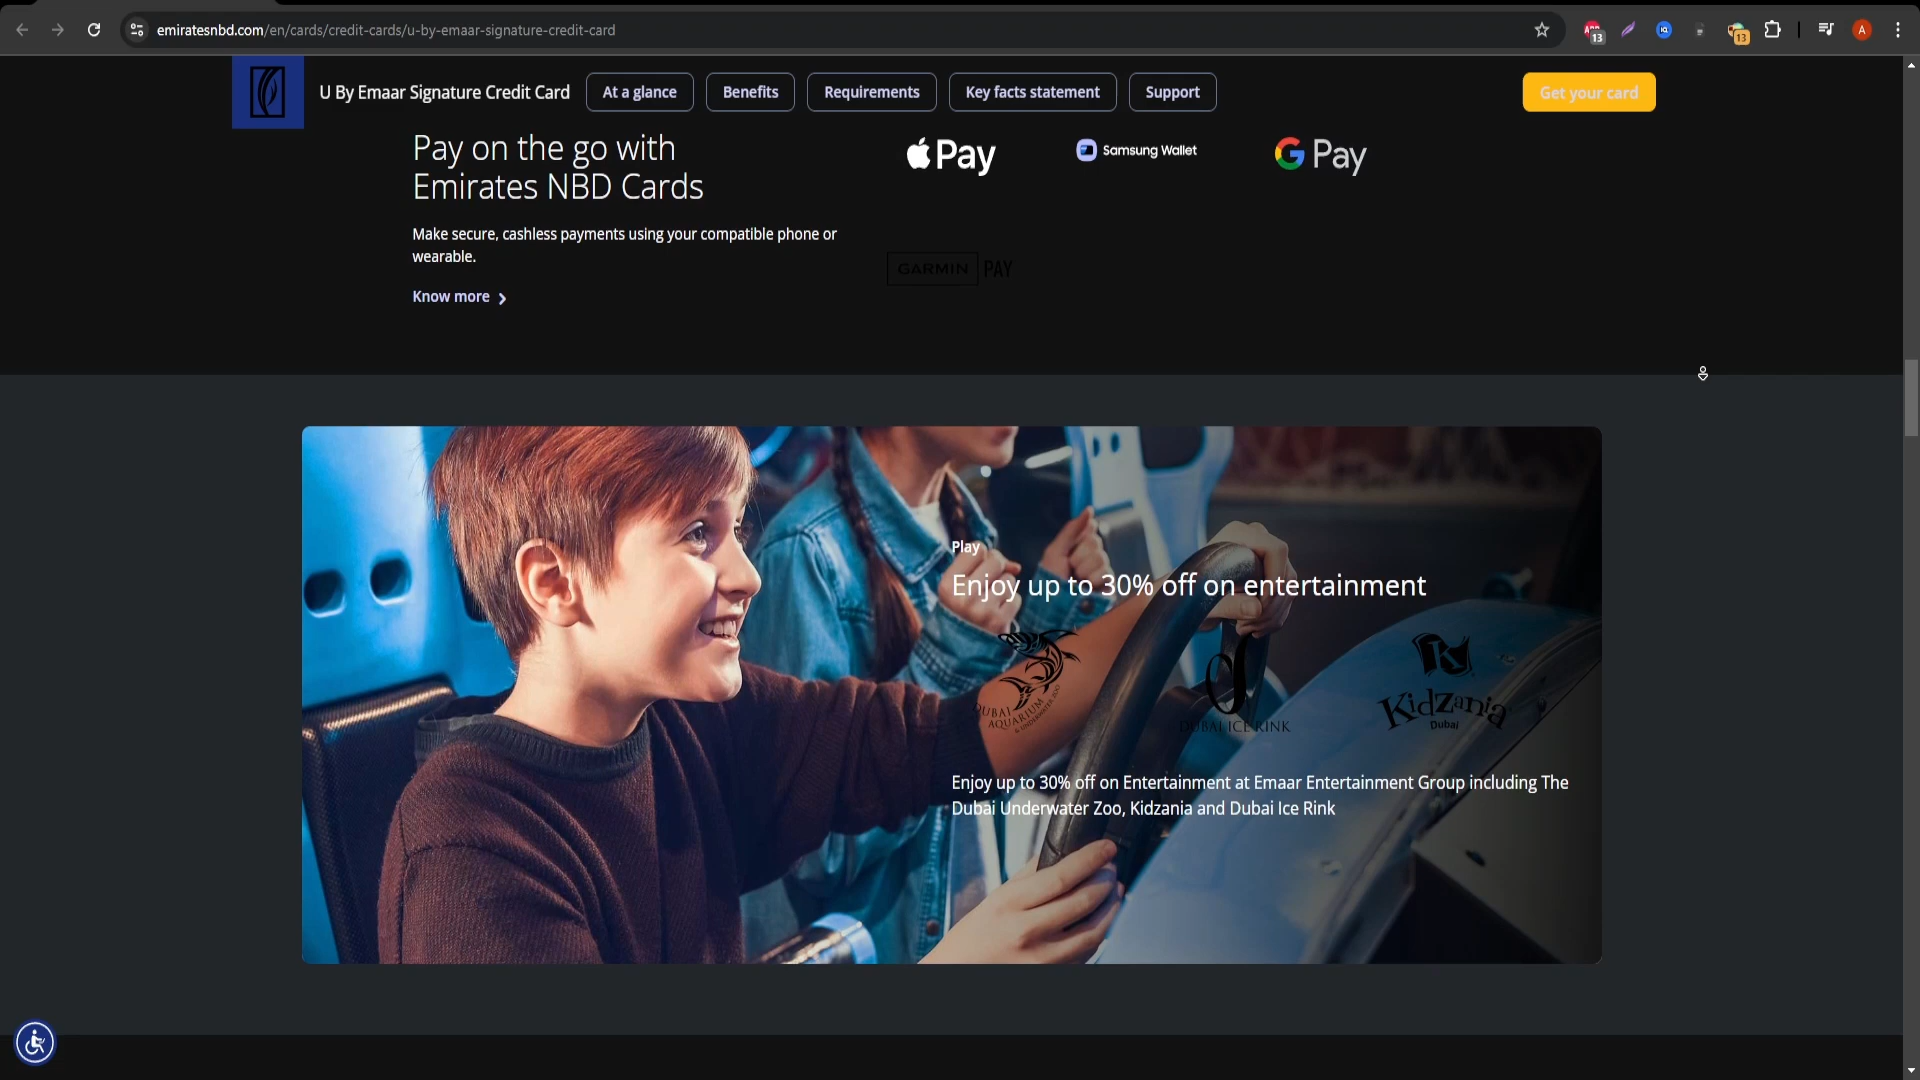 emiratesnbd.com/en/cards/credit-cards/u-by-emaar-signature-credit-card
13
13
A
U By Emaar Signature Credit Card
At a glance
Benefits
Requirements
Key facts statement
Support
Get your card
Pay on the go with
Emirates NBD Cards
Pay
Samsung Wallet
G Pay
Make secure, cashless payments using your compatible phone or
wearable.
GARMIN PAY
Know more
Play
Enjoy up to 30% off on entertainment
DUBAI
AQUARIUM
& UNDERWATER ZOO
DUBAI ICE RINK
KidZania
Dubai
Enjoy up to 30% off on Entertainment at Emaar Entertainment Group including The
Dubai Underwater Zoo, Kidzania and Dubai Ice Rink